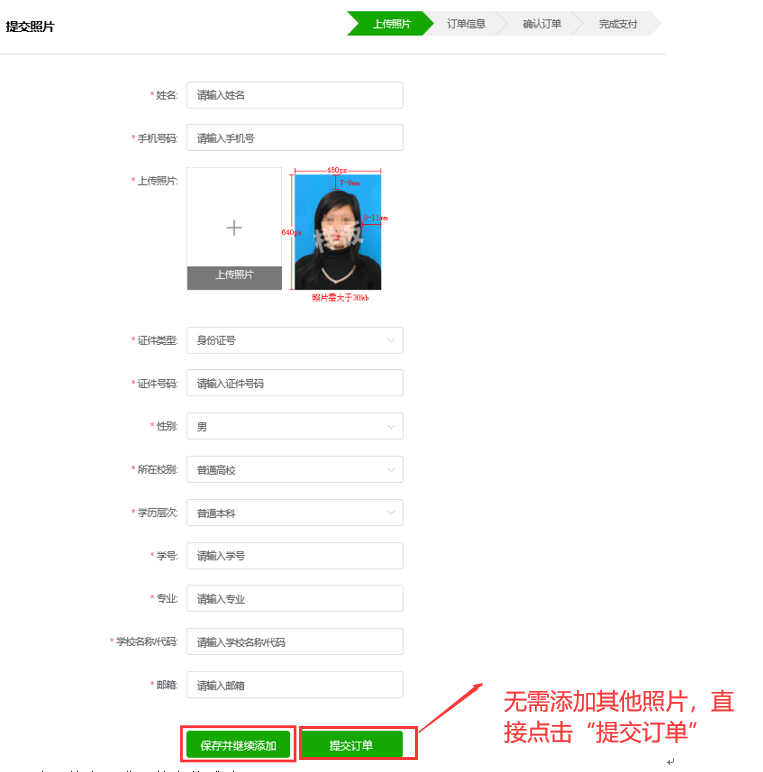 提交照片
上传照片 订单信息 确认订单 完成支付
* 姓名: 请输入姓名
* 手机号码: 请输入手机号
* 上传照片:
上传照片
480px
7-9mm
9-11mm
640px
样板
照片需大于30kb
* 证件类型: 身份证号
* 证件号码: 请输入证件号码
* 性别: 男
* 所在校别: 普通高校
* 学历层次: 普通本科
* 学号: 请输入学号
* 专业: 请输入专业
* 学校名称/代码: 请输入学校名称/代码
* 邮箱: 请输入邮箱
无需添加其他照片，直
接点击“提交订单”
保存并继续添加 提交订单